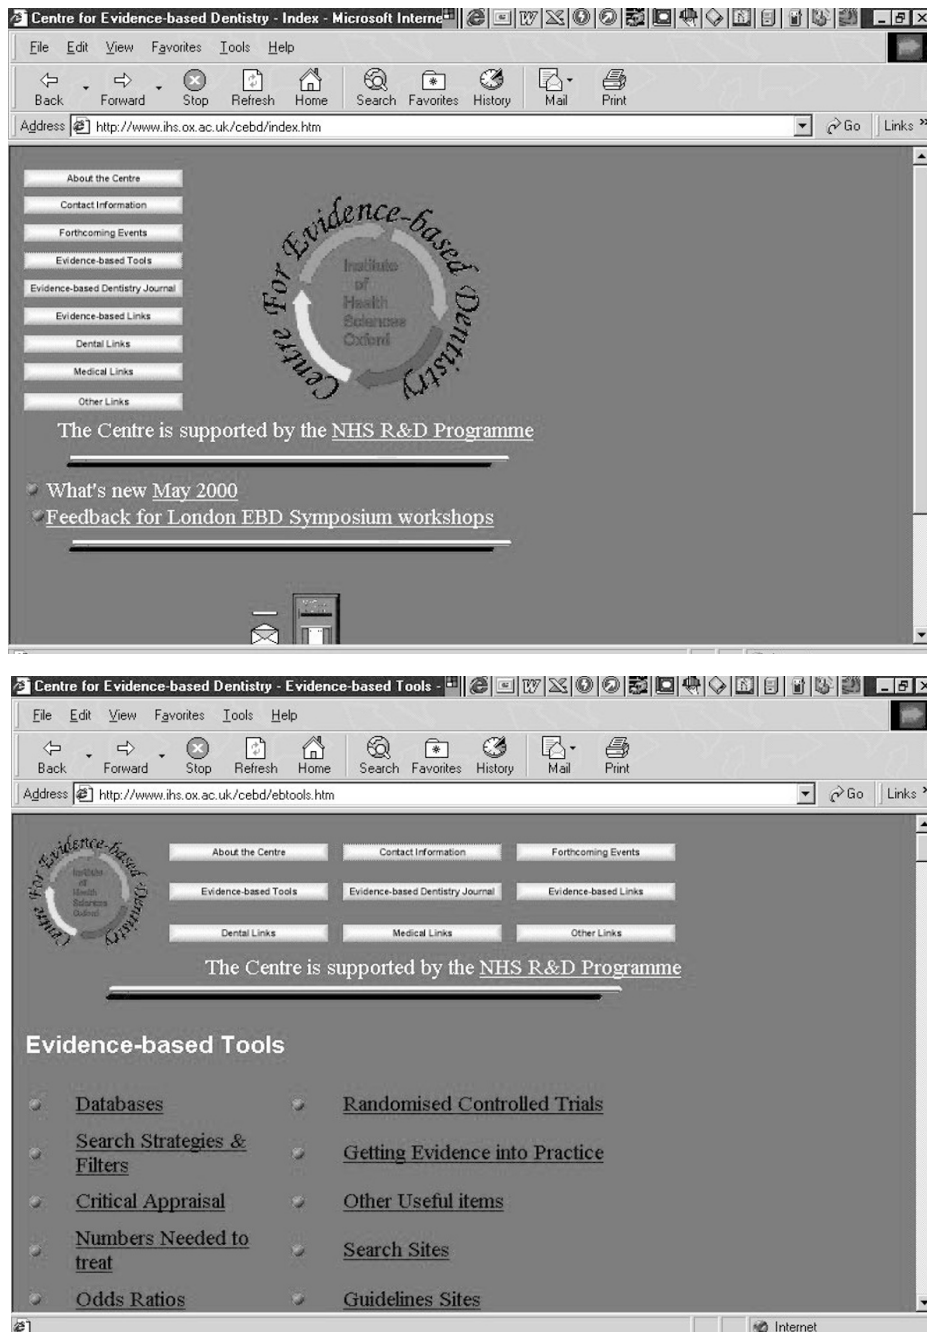 Centre for Evidence-based Dentistry - Index - Microsoft Interne
File Edit View Favorites Tools Help
Back Forward Stop Refresh Home Search Favorites History Mail Print
Address http://www.ihs.ox.ac.uk/cebd/index.htm Go Links »
About the Centre
Contact Information
Forthcoming Events
Evidence-based Tools
Evidence-based Dentistry Journal
Evidence-based Links
Dental Links
Medical Links
Other Links
Centre For Evidence-based Dentistry
Institute
of
Health
Sciences
Oxford
The Centre is supported by the NHS R&D Programme
What's new May 2000
Feedback for London EBD Symposium workshops
Centre for Evidence-based Dentistry - Evidence-based Tools -
File Edit View Favorites Tools Help
Back Forward Stop Refresh Home Search Favorites History Mail Print
Address http://www.ihs.ox.ac.uk/cebd/ebtools.htm Go Links »
Centre For Evidence-based Dentistry
Institute
of
Health
Sciences
Oxford
About the Centre Contact Information Forthcoming Events
Evidence-based Tools Evidence-based Dentistry Journal Evidence-based Links
Dental Links Medical Links Other Links
The Centre is supported by the NHS R&D Programme
Evidence-based Tools
Databases Randomised Controlled Trials
Search Strategies &
Filters
Getting Evidence into Practice
Critical Appraisal Other Useful items
Numbers Needed to
treat
Search Sites
Odds Ratios Guidelines Sites
Internet